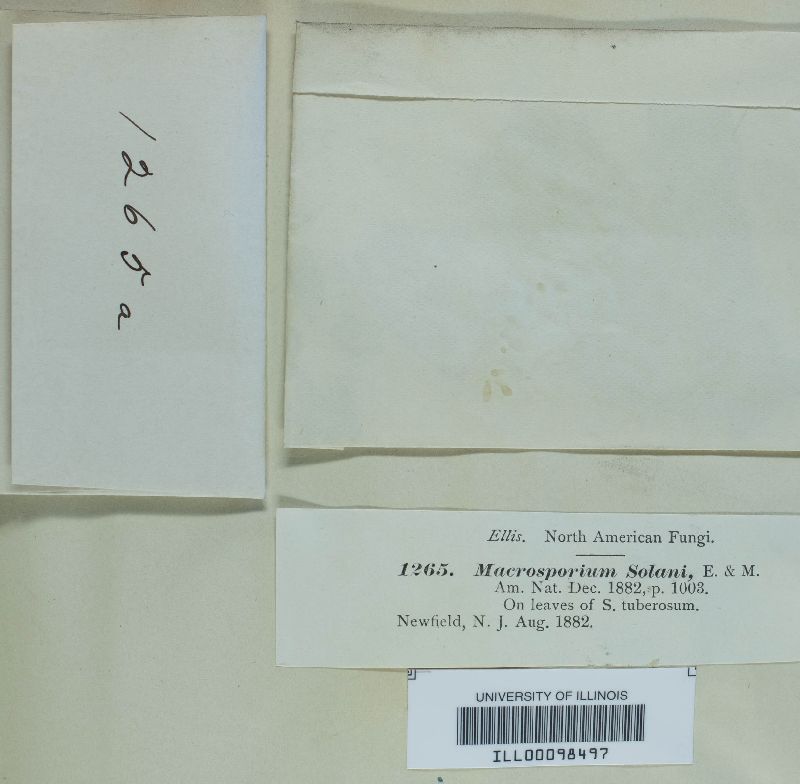 1265a
Ellis. North American Fungi.
1265. Macrosporium Solani, E. & M.
Am. Nat. Dec. 1882, p. 1003.
On leaves of S. tuberosum.
Newfield, N. J. Aug. 1882.
UNIVERSITY OF ILLINOIS
ILL00098497